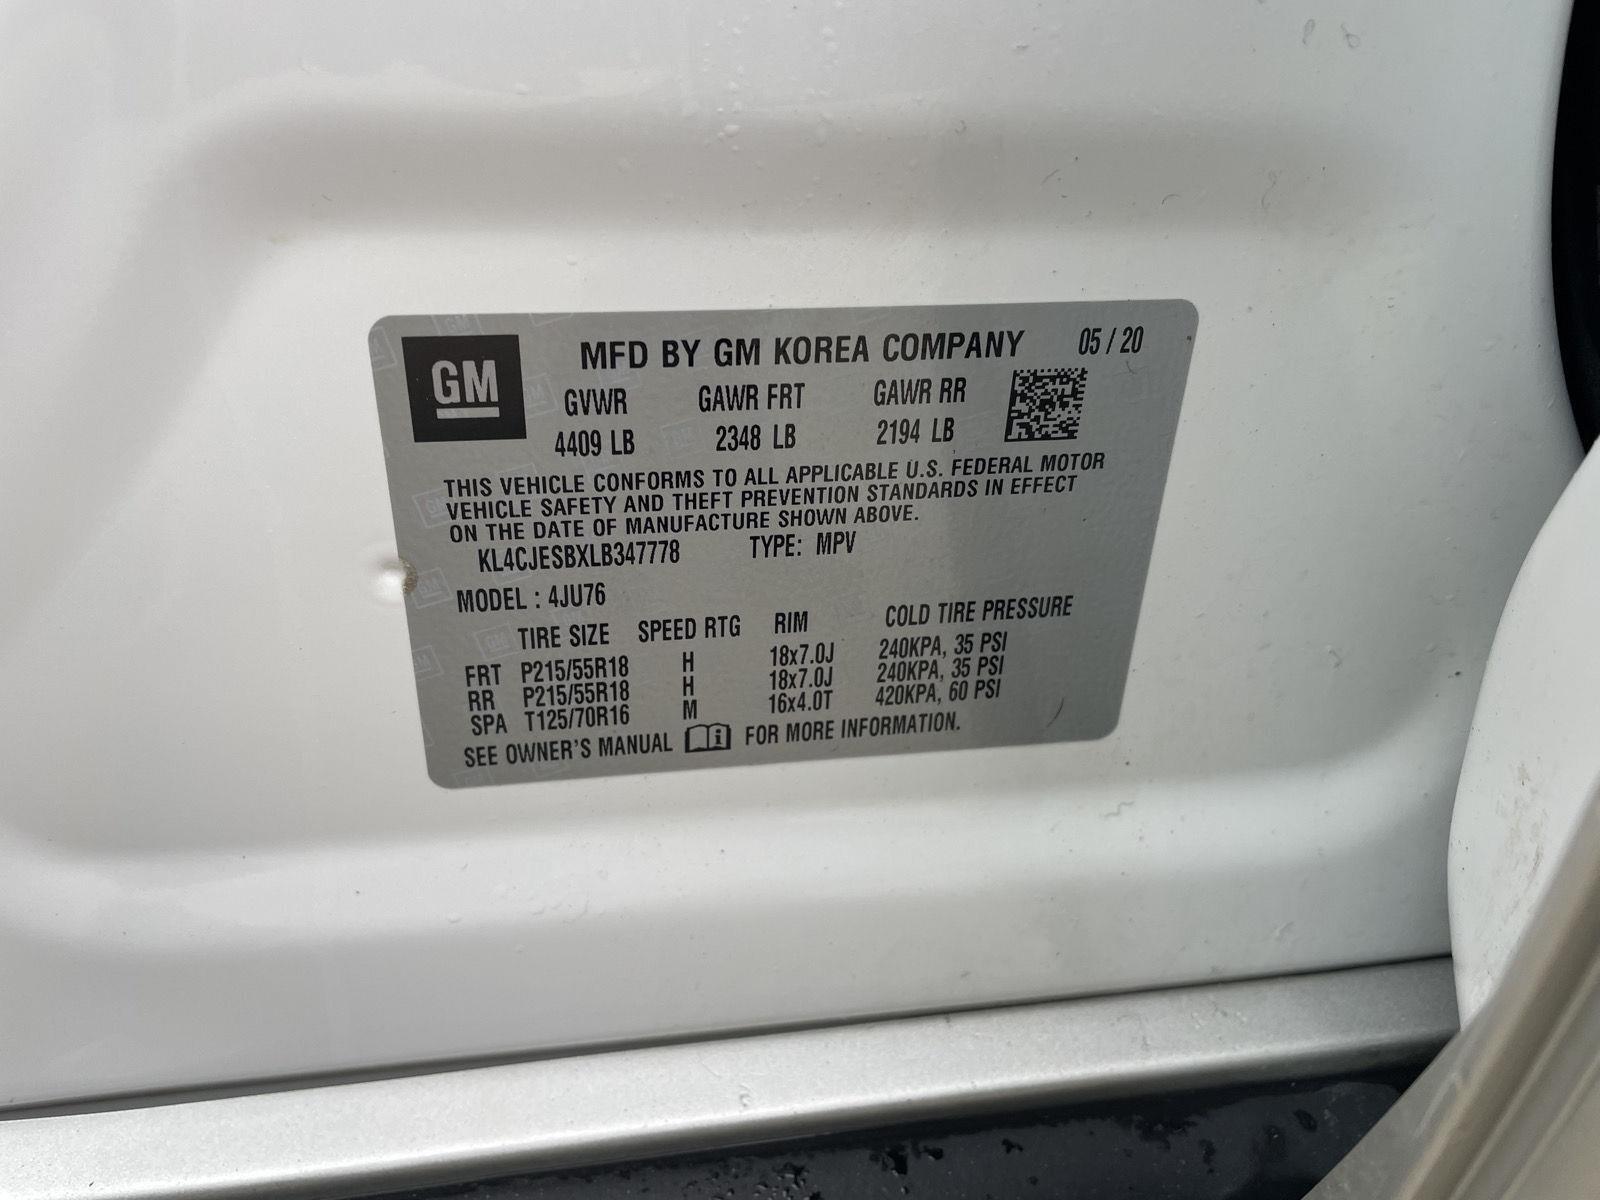 GM MFD BY GM KOREA COMPANY 05 / 20
GVWR GAWR FRT GAWR RR
4409 LB 2348 LB 2194 LB
THIS VEHICLE CONFORMS TO ALL APPLICABLE U.S. FEDERAL MOTOR
VEHICLE SAFETY AND THEFT PREVENTION STANDARDS IN EFFECT
ON THE DATE OF MANUFACTURE SHOWN ABOVE.
KL4CJESBXLB347778 TYPE: MPV
MODEL : 4JU76
TIRE SIZE SPEED RTG RIM COLD TIRE PRESSURE
FRT P215/55R18 H 18x7.0J 240KPA, 35 PSI
RR P215/55R18 H 18x7.0J 240KPA, 35 PSI
SPA T125/70R16 M 16x4.0T 420KPA, 60 PSI
SEE OWNER'S MANUAL i FOR MORE INFORMATION.